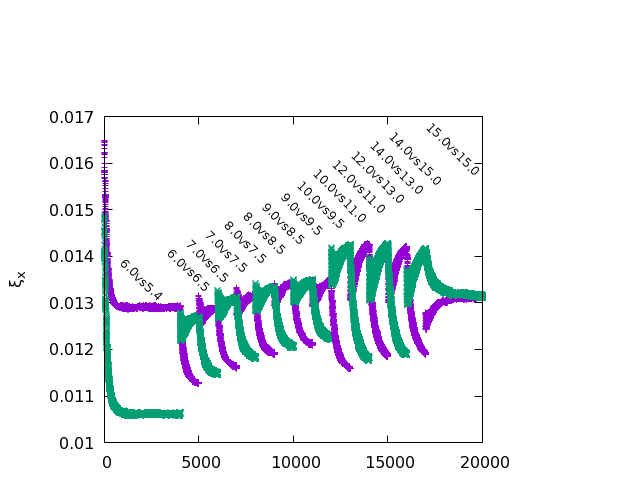 0.017
0.016
0.015
0.014
0.013
0.012
0.011
0.01
ξx
6.0vs5.4
6.0vs6.5
7.0vs6.5
7.0vs7.5
8.0vs7.5
8.0vs8.5
9.0vs8.5
9.0vs9.5
10.0vs9.5
10.0vs11.0
12.0vs11.0
12.0vs13.0
14.0vs13.0
14.0vs15.0
15.0vs15.0
0 5000 10000 15000 20000